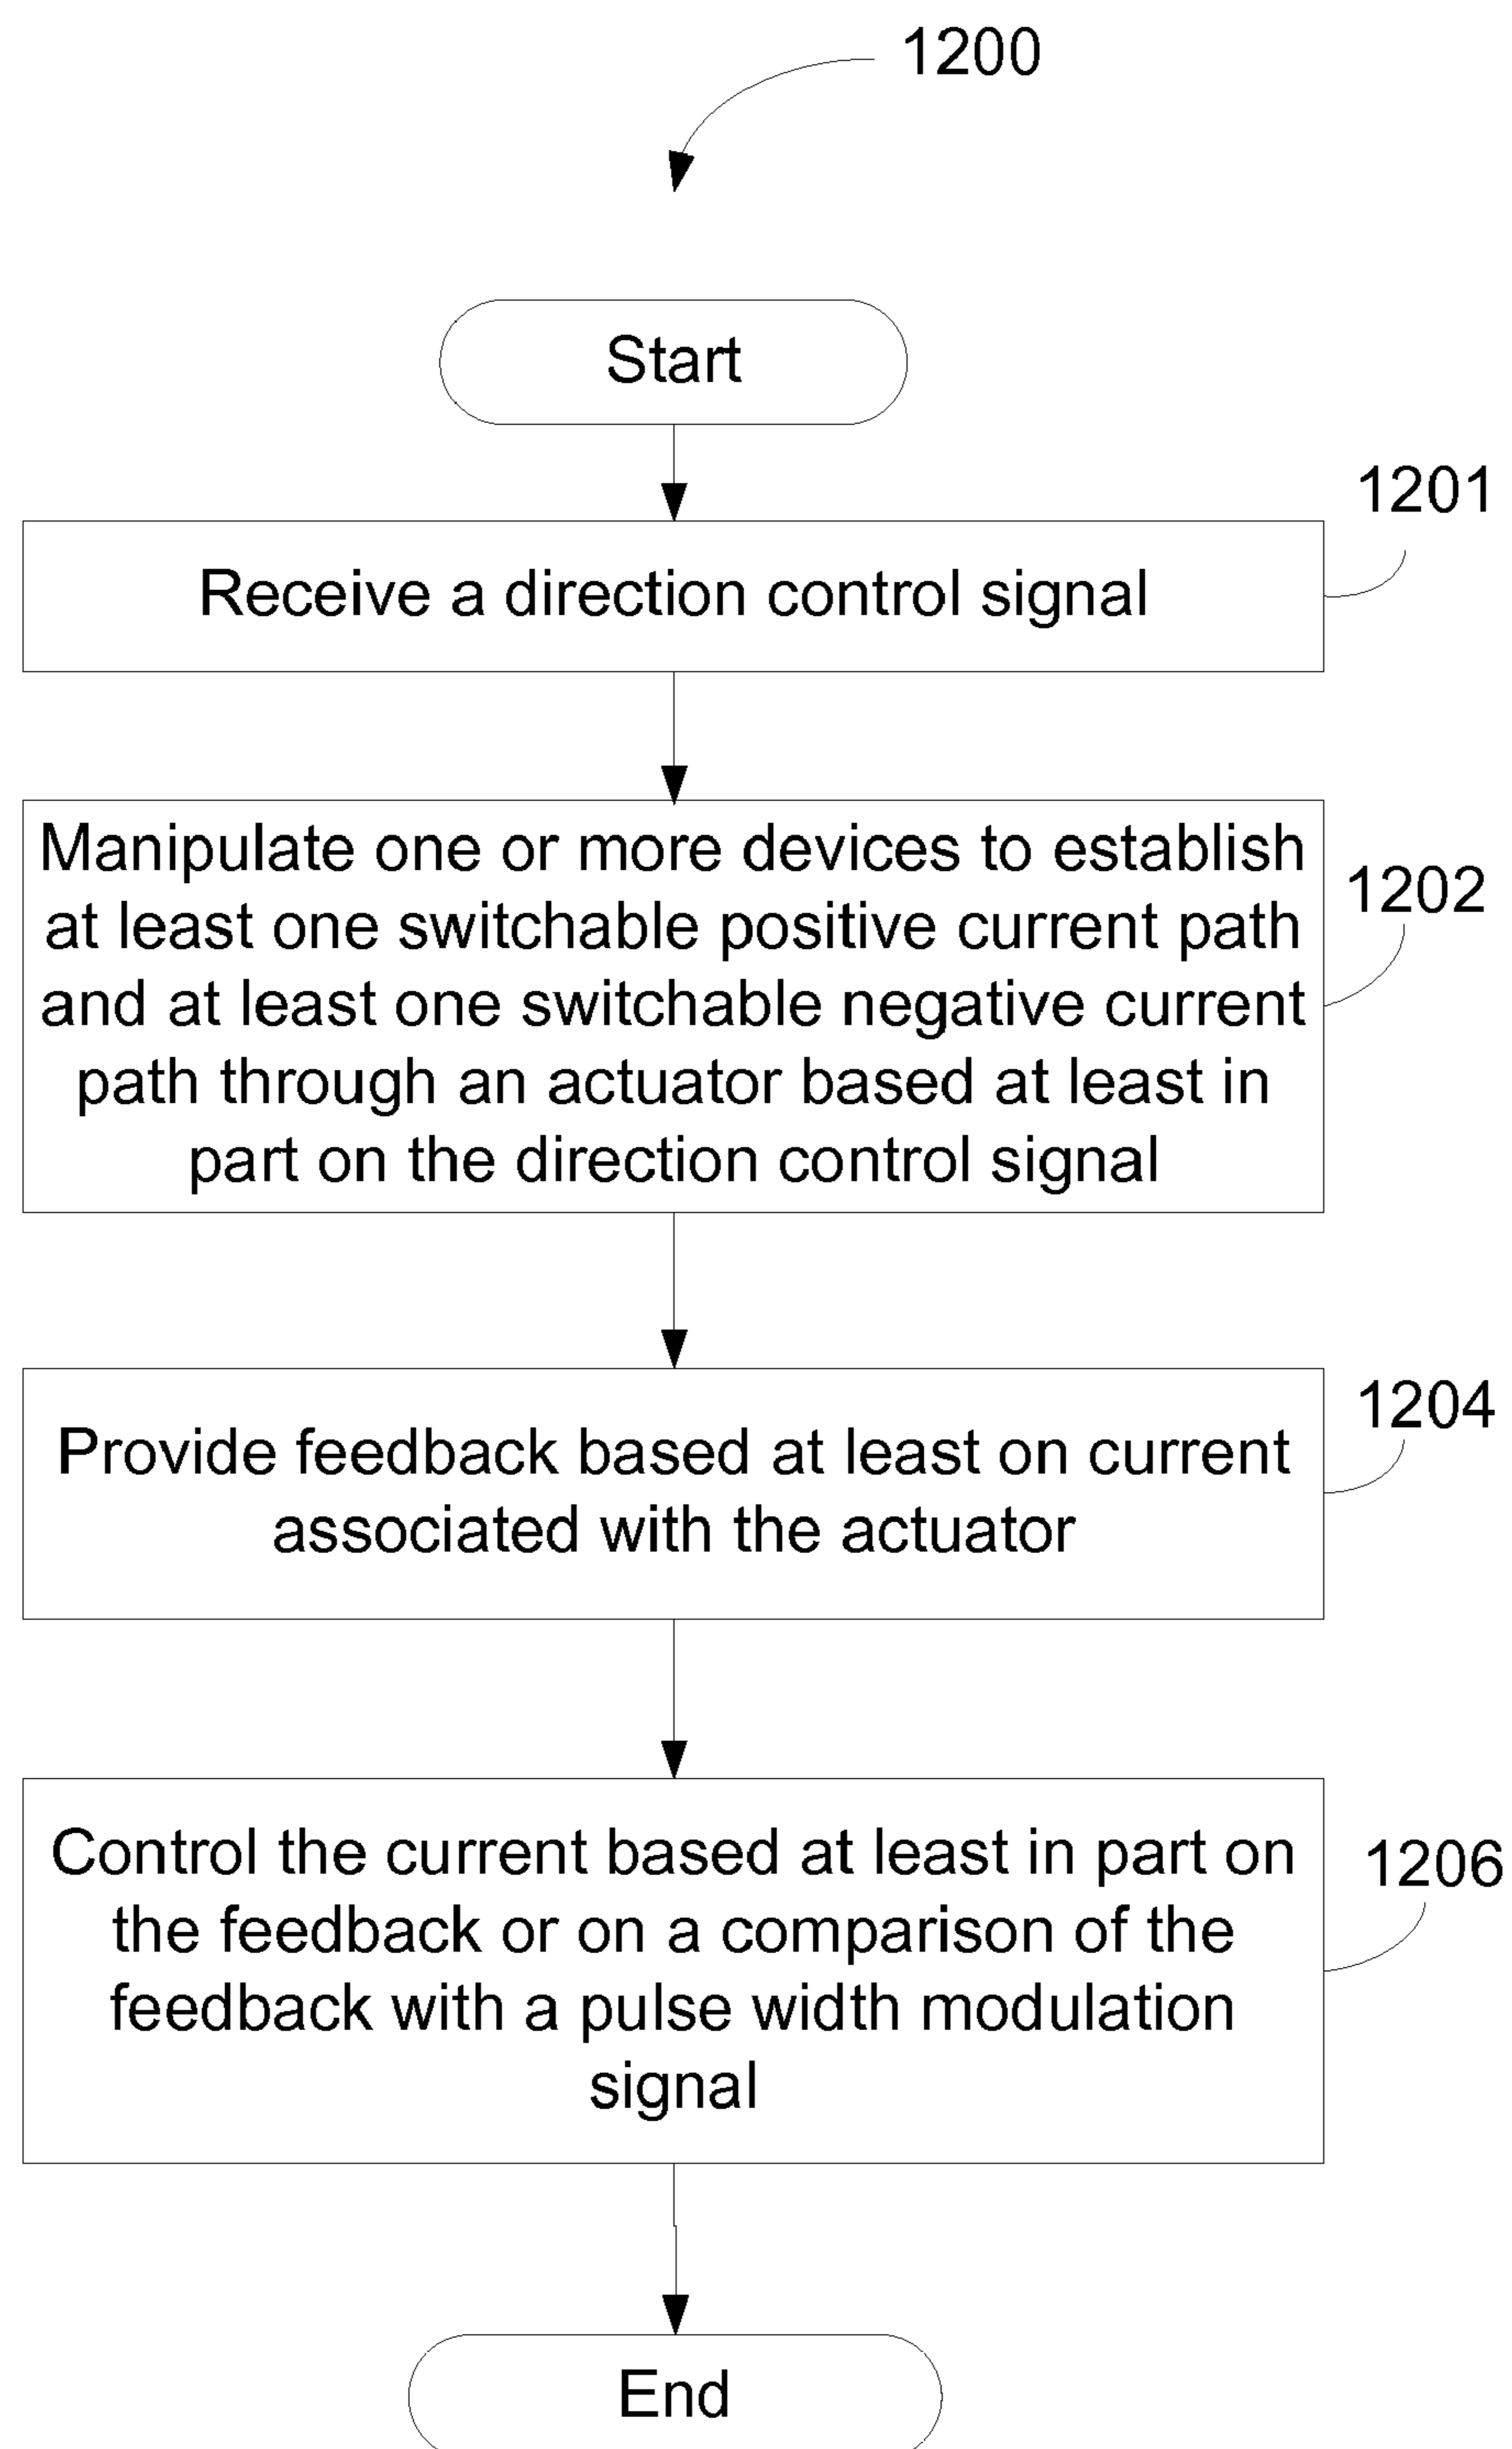 1200
Start
1201
Receive a direction control signal
Manipulate one or more devices to establish
at least one switchable positive current path
and at least one switchable negative current
path through an actuator based at least in
part on the direction control signal
1202
Provide feedback based at least on current
associated with the actuator
1204
Control the current based at least in part on
the feedback or on a comparison of the
feedback with a pulse width modulation
signal
1206
End